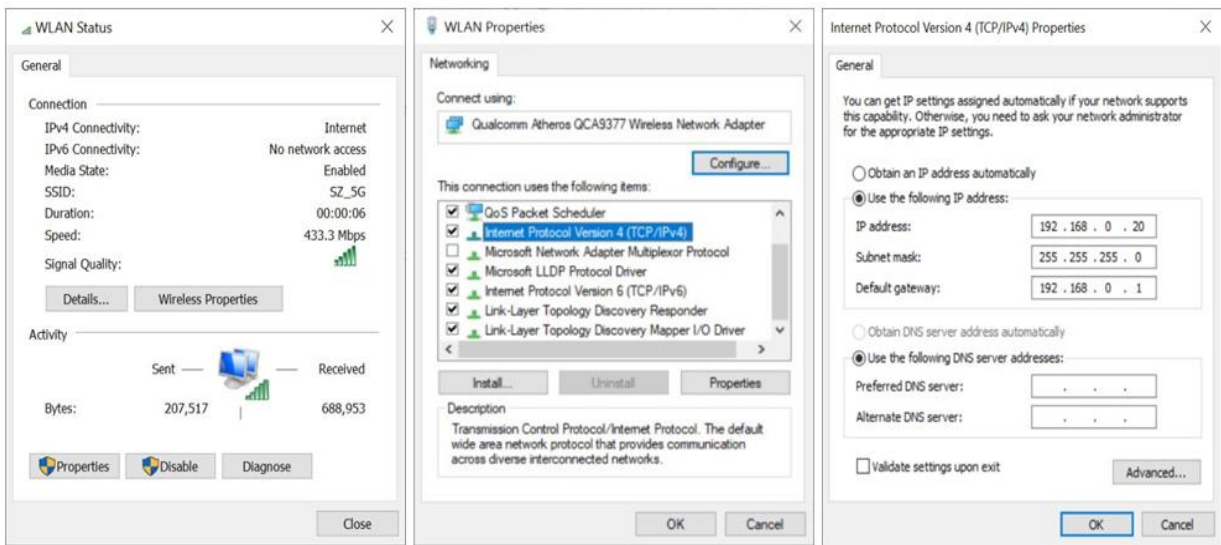 WLAN Status
General
Connection
IPv4 Connectivity: Internet
IPv6 Connectivity: No network access
Media State: Enabled
SSID: SZ_5G
Duration: 00:00:06
Speed: 433.3 Mbps
Signal Quality:
Details... Wireless Properties
Activity
Sent Received
Bytes: 207,517 688,953
Properties Disable Diagnose
Close
WLAN Properties
Networking
Connect using:
Qualcomm Atheros QCA9377 Wireless Network Adapter
Configure...
This connection uses the following items:
QoS Packet Scheduler
Internet Protocol Version 4 (TCP/IPv4)
Microsoft Network Adapter Multiplexor Protocol
Microsoft LLDP Protocol Driver
Internet Protocol Version 6 (TCP/IPv6)
Link-Layer Topology Discovery Responder
Link-Layer Topology Discovery Mapper I/O Driver
Install... Uninstall Properties
Description
Transmission Control Protocol/Internet Protocol. The default
wide area network protocol that provides communication
across diverse interconnected networks.
OK Cancel
Internet Protocol Version 4 (TCP/IPv4) Properties
General
You can get IP settings assigned automatically if your network supports
this capability. Otherwise, you need to ask your network administrator
for the appropriate IP settings.
Obtain an IP address automatically
Use the following IP address:
IP address: 192 . 168 . 0 . 20
Subnet mask: 255 . 255 . 255 . 0
Default gateway: 192 . 168 . 0 . 1
Obtain DNS server address automatically
Use the following DNS server addresses:
Preferred DNS server: . . .
Alternate DNS server: . . .
Validate settings upon exit
Advanced...
OK Cancel